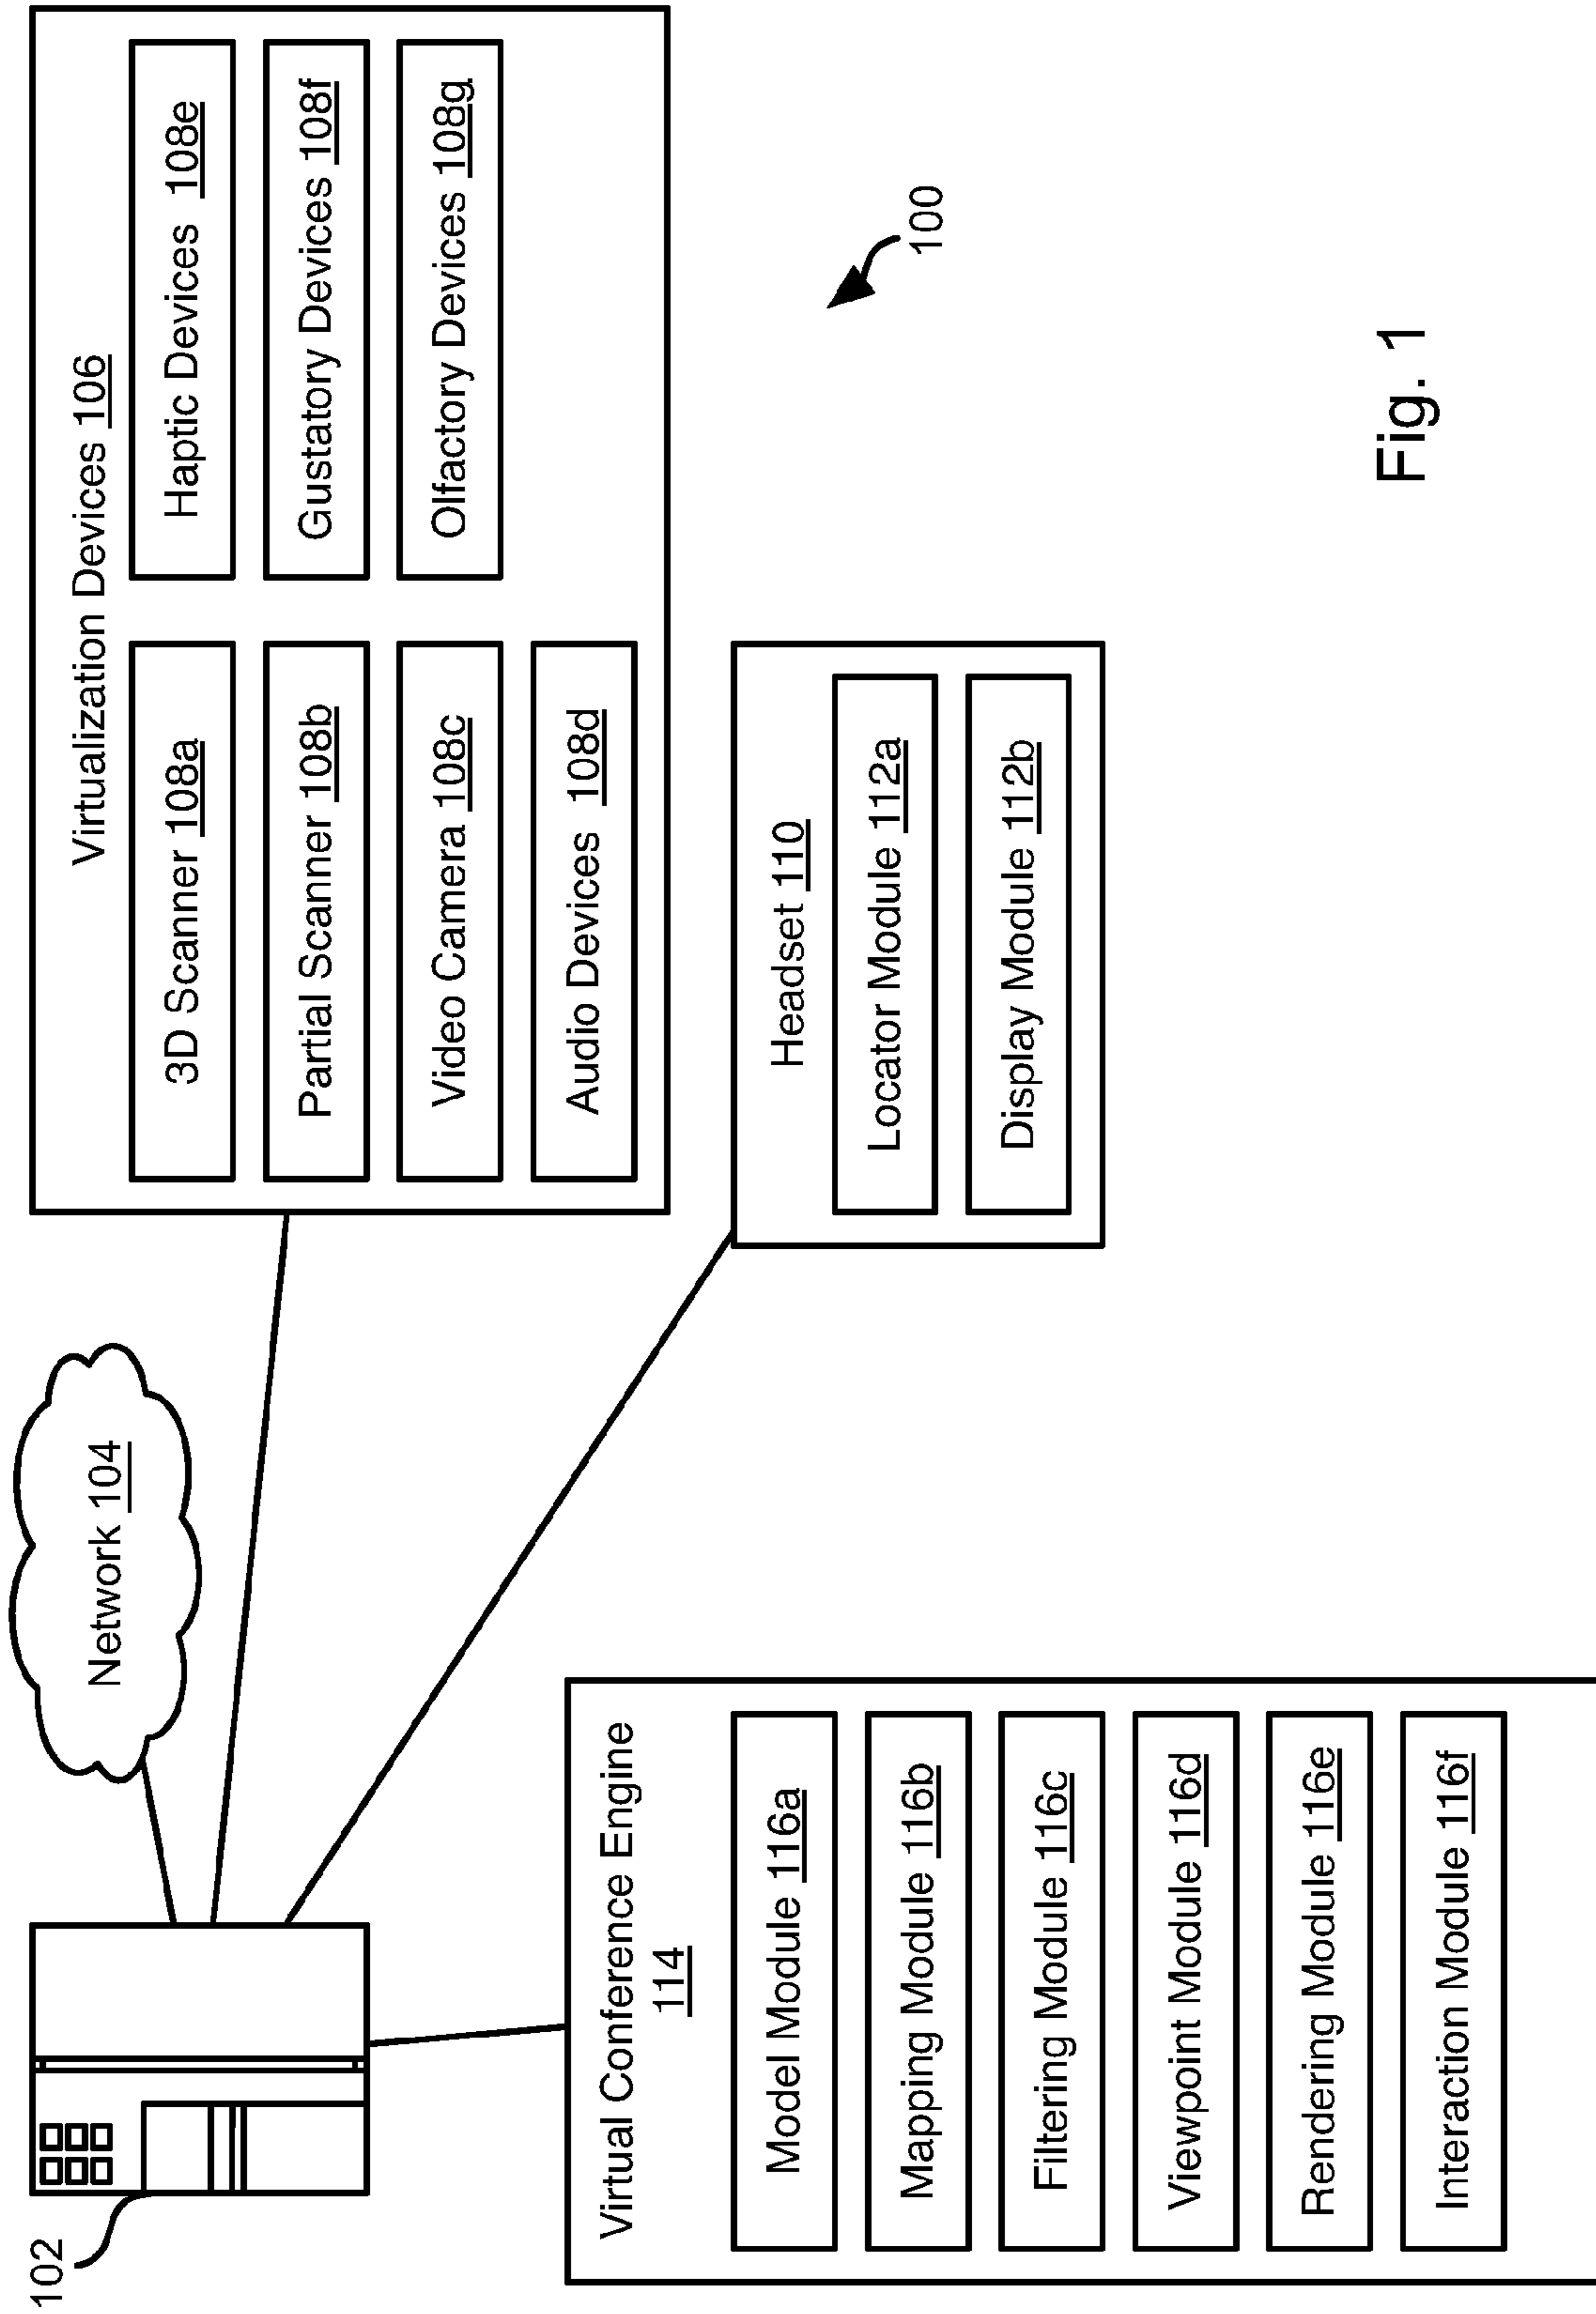 102
Network 104
Virtualization Devices 106
3D Scanner 108a
Haptic Devices 108e
Partial Scanner 108b
Gustatory Devices 108f
Video Camera 108c
Olfactory Devices 108g
Audio Devices 108d
Headset 110
Locator Module 112a
Display Module 112b
100
Virtual Conference Engine
114
Model Module 116a
Mapping Module 116b
Filtering Module 116c
Viewpoint Module 116d
Rendering Module 116e
Interaction Module 116f
Fig. 1